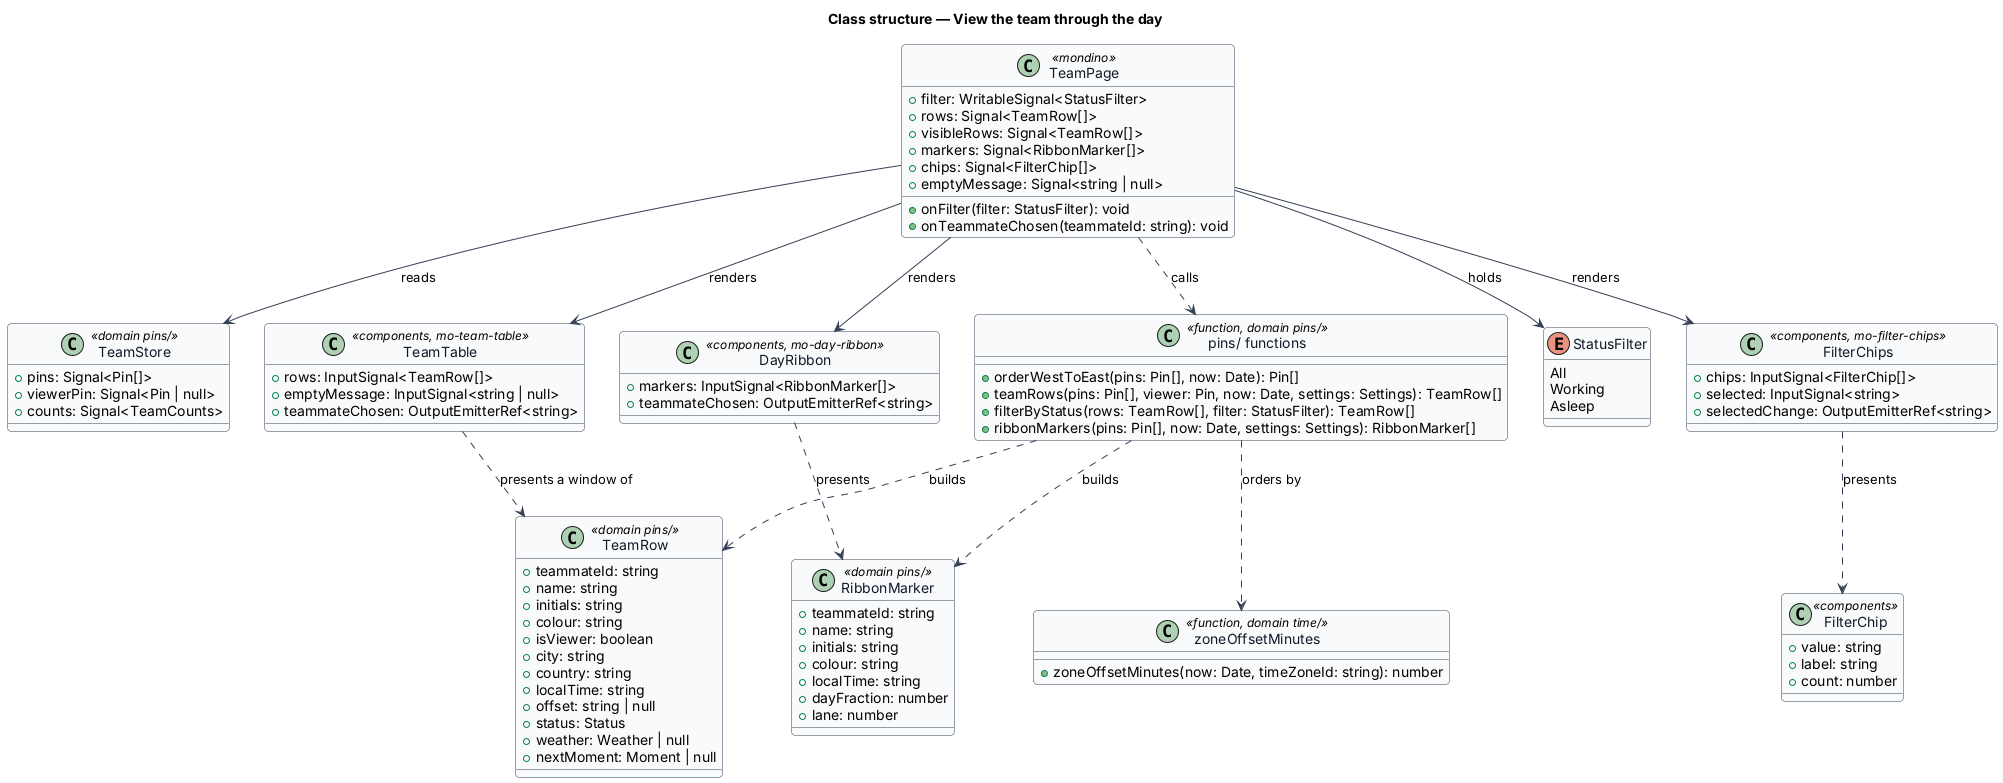 Class structure — View the team through the day
«mondino»
TeamPage
filter: WritableSignal<StatusFilter>
rows: Signal<TeamRow[]>
visibleRows: Signal<TeamRow[]>
markers: Signal<RibbonMarker[]>
chips: Signal<FilterChip[]>
emptyMessage: Signal<string | null>
onFilter(filter: StatusFilter): void
onTeammateChosen(teammateId: string): void
reads
renders
renders
calls
holds
renders
«domain pins/»
TeamStore
pins: Signal<Pin[]>
viewerPin: Signal<Pin | null>
counts: Signal<TeamCounts>
«components, mo-team-table»
TeamTable
rows: InputSignal<TeamRow[]>
emptyMessage: InputSignal<string | null>
teammateChosen: OutputEmitterRef<string>
«components, mo-day-ribbon»
DayRibbon
markers: InputSignal<RibbonMarker[]>
teammateChosen: OutputEmitterRef<string>
«function, domain pins/»
pins/ functions
orderWestToEast(pins: Pin[], now: Date): Pin[]
teamRows(pins: Pin[], viewer: Pin, now: Date, settings: Settings): TeamRow[]
filterByStatus(rows: TeamRow[], filter: StatusFilter): TeamRow[]
ribbonMarkers(pins: Pin[], now: Date, settings: Settings): RibbonMarker[]
StatusFilter
All
Working
Asleep
«components, mo-filter-chips»
FilterChips
chips: InputSignal<FilterChip[]>
selected: InputSignal<string>
selectedChange: OutputEmitterRef<string>
presents a window of
presents
builds
builds
orders by
presents
«domain pins/»
TeamRow
teammateId: string
name: string
initials: string
colour: string
isViewer: boolean
city: string
country: string
localTime: string
offset: string | null
status: Status
weather: Weather | null
nextMoment: Moment | null
«domain pins/»
RibbonMarker
teammateId: string
name: string
initials: string
colour: string
localTime: string
dayFraction: number
lane: number
«function, domain time/»
zoneOffsetMinutes
zoneOffsetMinutes(now: Date, timeZoneId: string): number
«components»
FilterChip
value: string
label: string
count: number